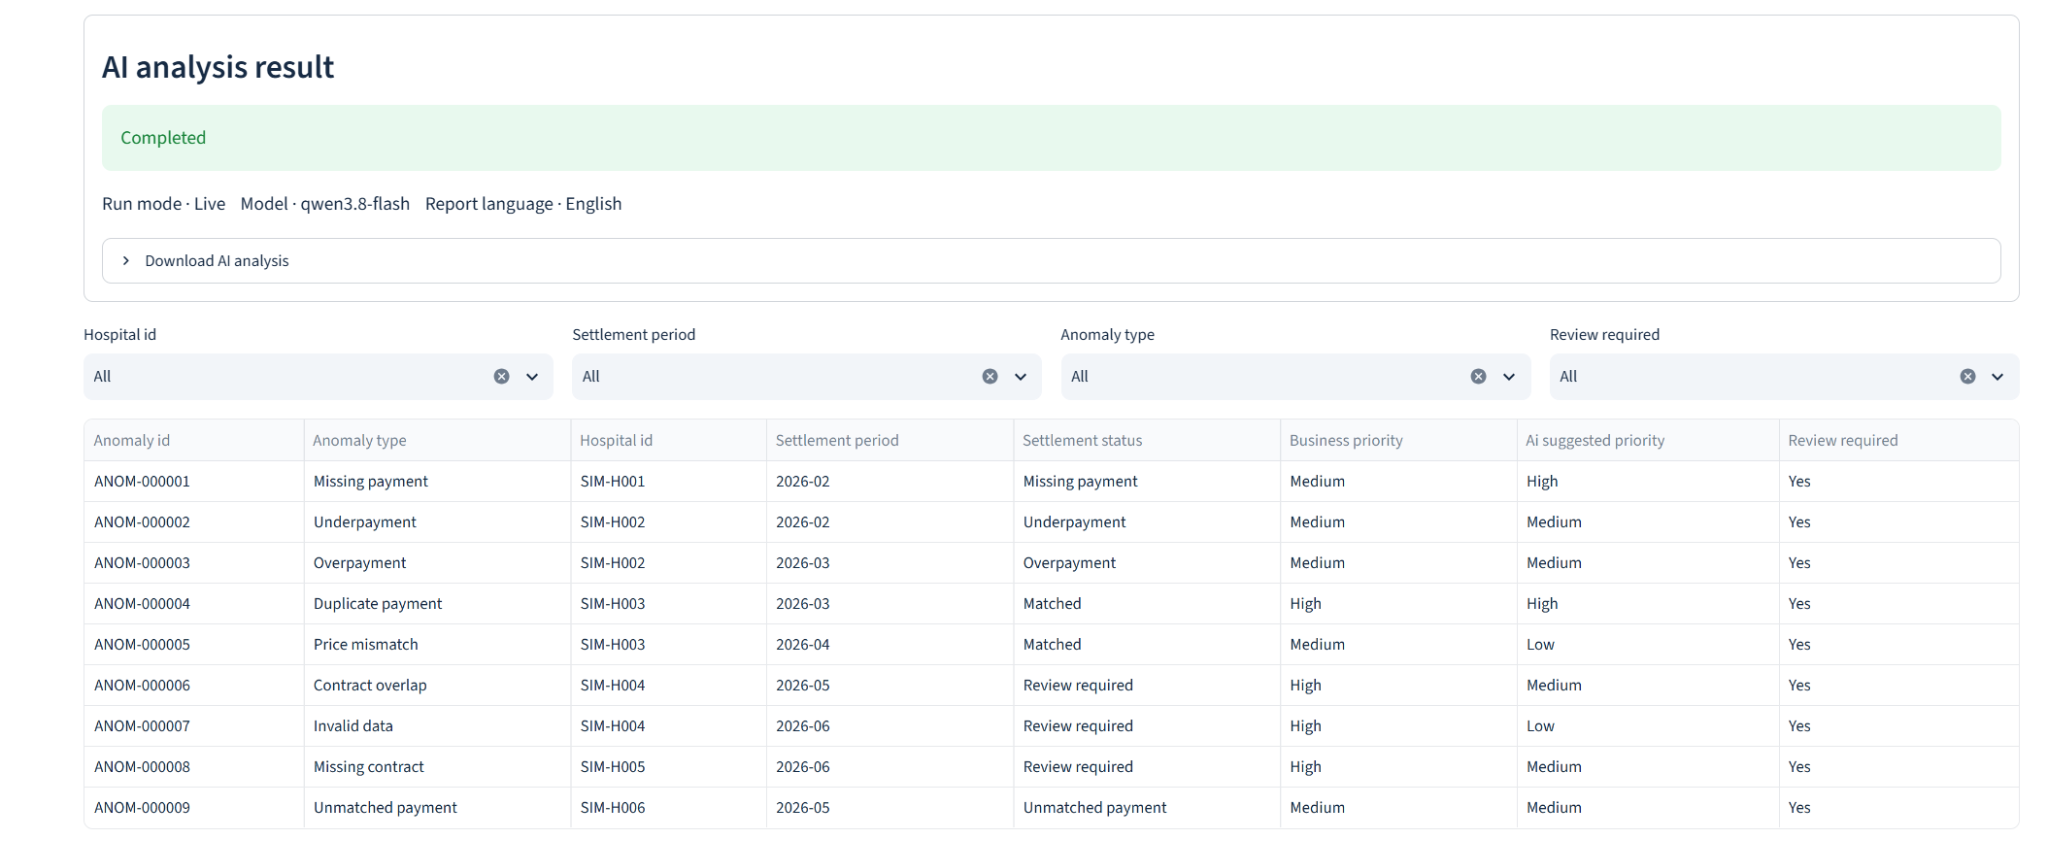 AI analysis result
Completed
Run mode · Live Model · qwen3.8-flash Report language · English
Download AI analysis
Hospital id Settlement period Anomaly type Review required
All All All All
Anomaly id Anomaly type Hospital id Settlement period Settlement status Business priority Ai suggested priority Review required
ANOM-000001 Missing payment SIM-H001 2026-02 Missing payment Medium High Yes
ANOM-000002 Underpayment SIM-H002 2026-02 Underpayment Medium Medium Yes
ANOM-000003 Overpayment SIM-H002 2026-03 Overpayment Medium Medium Yes
ANOM-000004 Duplicate payment SIM-H003 2026-03 Matched High High Yes
ANOM-000005 Price mismatch SIM-H003 2026-04 Matched Medium Low Yes
ANOM-000006 Contract overlap SIM-H004 2026-05 Review required High Medium Yes
ANOM-000007 Invalid data SIM-H004 2026-06 Review required High Low Yes
ANOM-000008 Missing contract SIM-H005 2026-06 Review required High Medium Yes
ANOM-000009 Unmatched payment SIM-H006 2026-05 Unmatched payment Medium Medium Yes